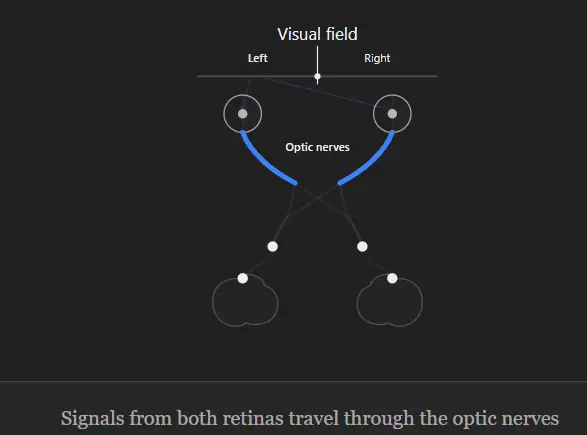 Visual field
Left Right
Optic nerves
Signals from both retinas travel through the optic nerves